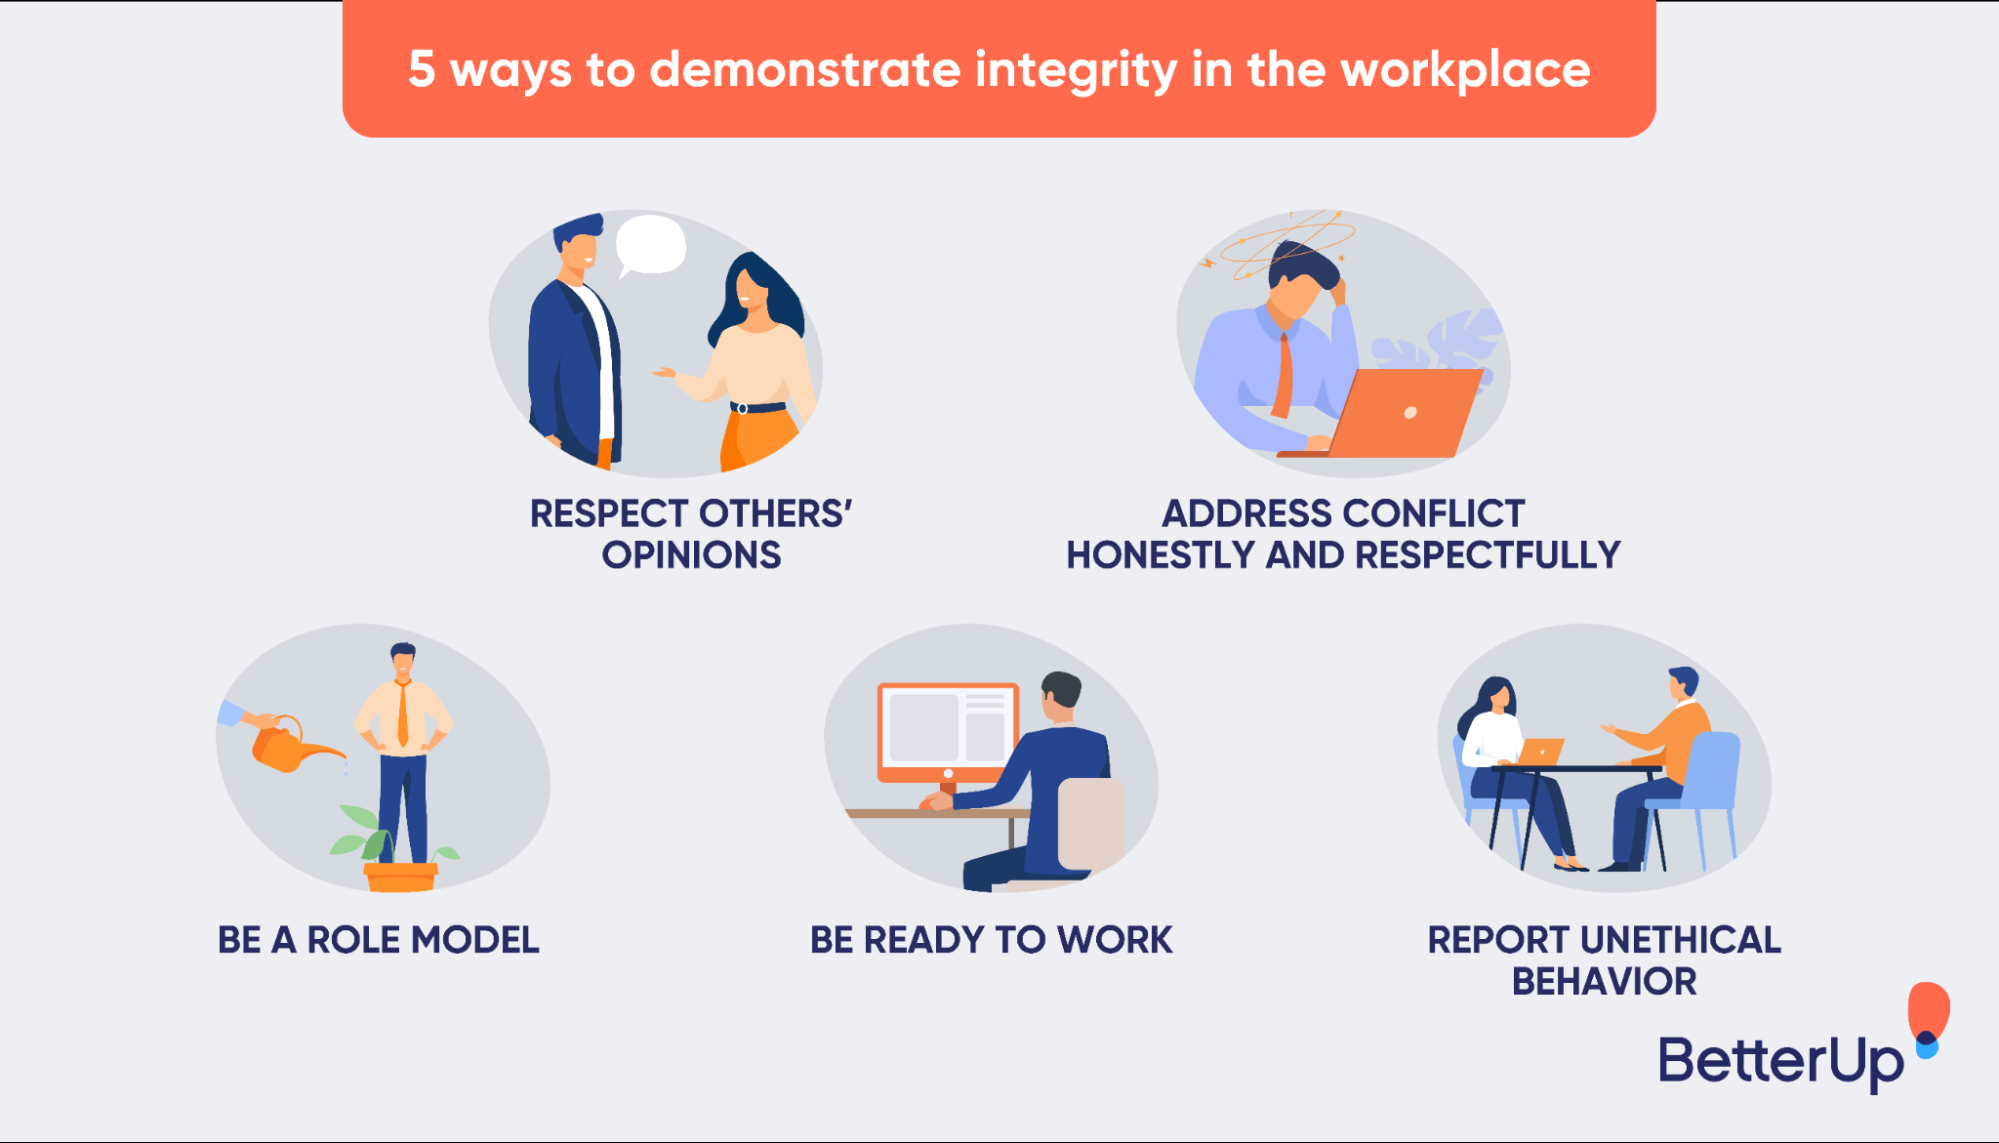 5 ways to demonstrate integrity in the workplace
RESPECT OTHERS’
OPINIONS
ADDRESS CONFLICT
HONESTLY AND RESPECTFULLY
BE A ROLE MODEL
BE READY TO WORK
REPORT UNETHICAL
BEHAVIOR
BetterUp